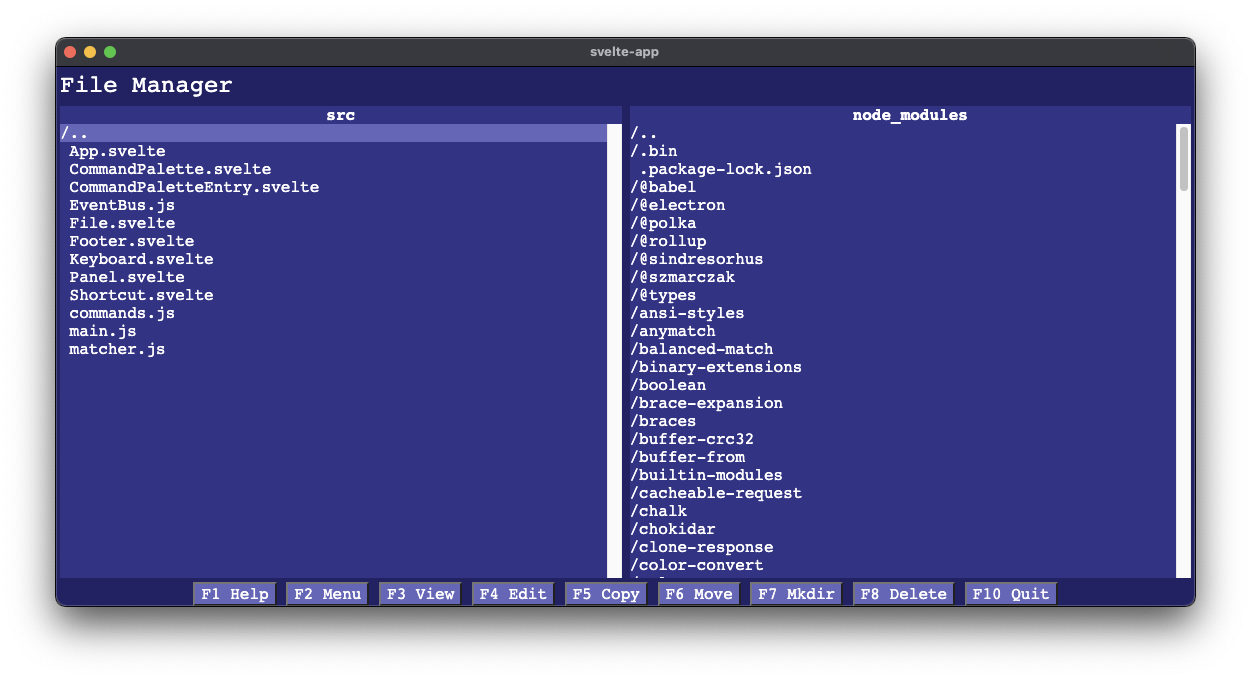 svelte-app
File Manager
src
/..
App.svelte
CommandPalette.svelte
CommandPaletteEntry.svelte
EventBus.js
File.svelte
Footer.svelte
Keyboard.svelte
Panel.svelte
Shortcut.svelte
commands.js
main.js
matcher.js
node_modules
/..
/.bin
.package-lock.json
/@babel
/@electron
/@polka
/@rollup
/@sindresorhus
/@szmarczak
/@types
/ansi-styles
/anymatch
/balanced-match
/binary-extensions
/boolean
/brace-expansion
/braces
/buffer-crc32
/buffer-from
/builtin-modules
/cacheable-request
/chalk
/chokidar
/clone-response
/color-convert
F1 Help F2 Menu F3 View F4 Edit F5 Copy F6 Move F7 Mkdir F8 Delete F10 Quit